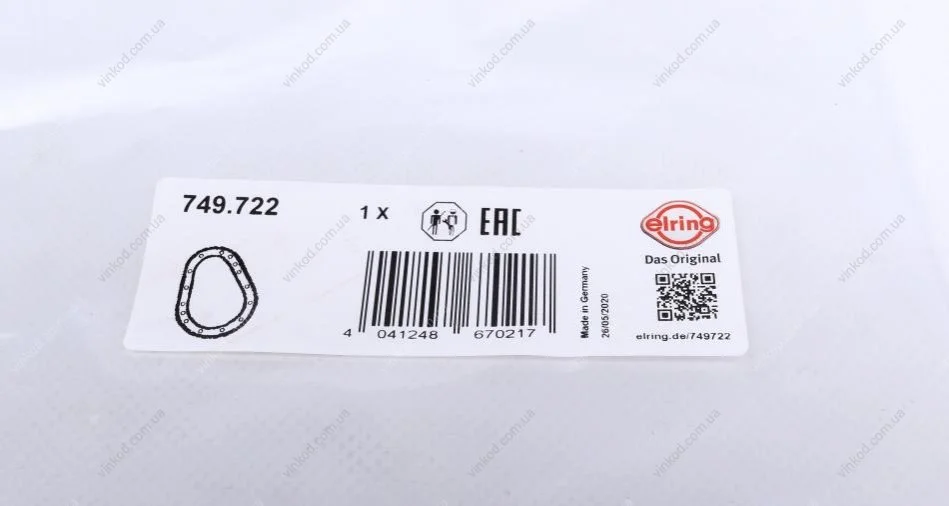 749.722
1 X
EAC
elring
Das Original
4 041248 670217
Made in Germany
26/05/2020
elring.de/749722
vinkod.com.ua